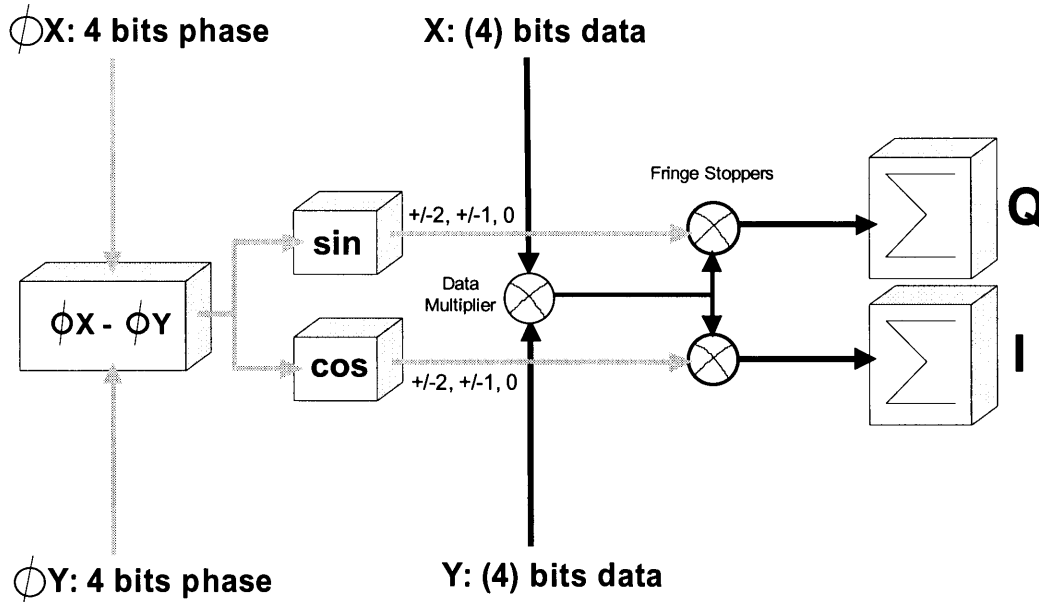 ϕX: 4 bits phase
X: (4) bits data
Fringe Stoppers
sin
+/-2, +/-1, 0
Q
ϕX - ϕY
Data
Multiplier
cos
+/-2, +/-1, 0
I
ϕY: 4 bits phase
Y: (4) bits data